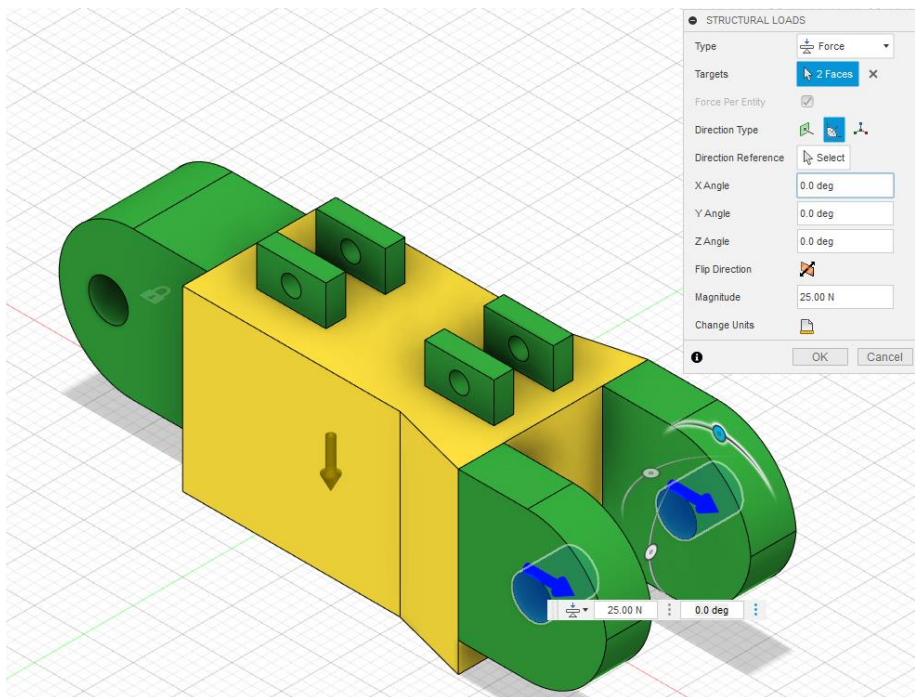 STRUCTURAL LOADS
Type Force
Targets 2 Faces
Force Per Entity
Direction Type
Direction Reference Select
X Angle 0.0 deg
Y Angle 0.0 deg
Z Angle 0.0 deg
Flip Direction
Magnitude 25.00 N
Change Units
OK Cancel
25.00 N 0.0 deg